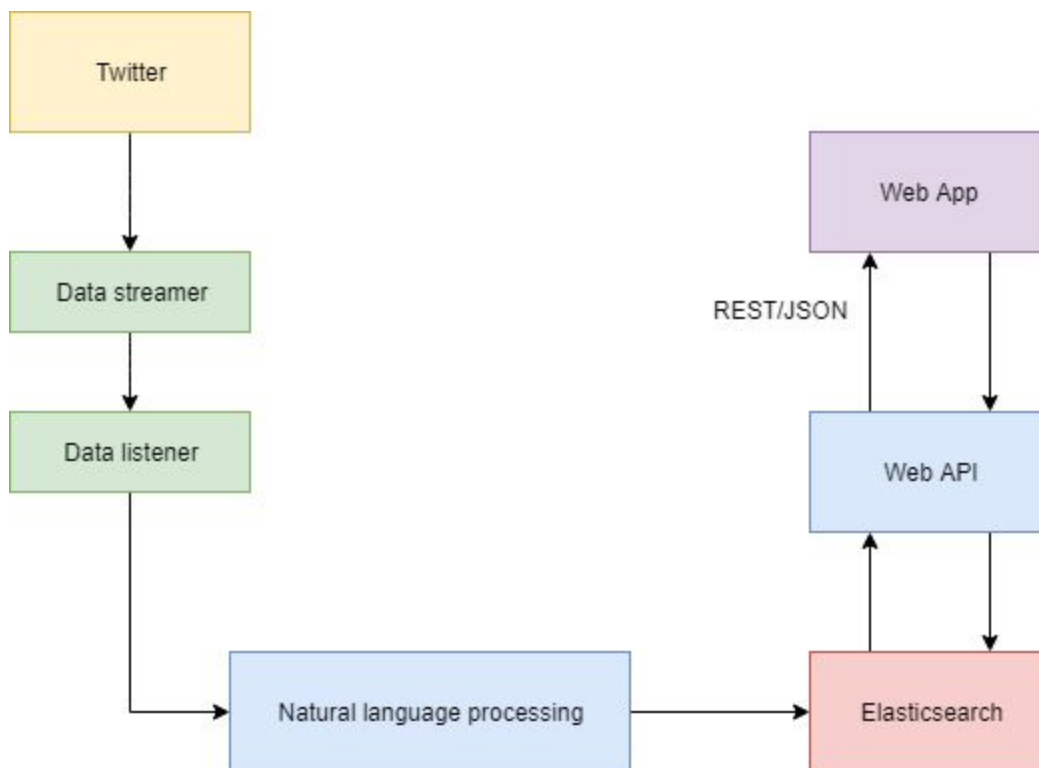 Twitter
Data streamer
Data listener
Natural language processing
Elasticsearch
Web API
REST/JSON
Web App